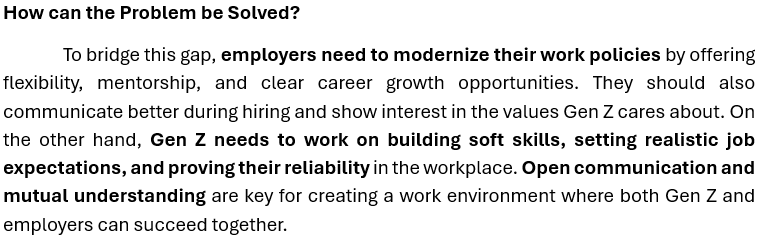 How can the Problem be Solved?
To bridge this gap, employers need to modernize their work policies by offering
flexibility, mentorship, and clear career growth opportunities. They should also
communicate better during hiring and show interest in the values Gen Z cares about. On
the other hand, Gen Z needs to work on building soft skills, setting realistic job
expectations, and proving their reliability in the workplace. Open communication and
mutual understanding are key for creating a work environment where both Gen Z and
employers can succeed together.